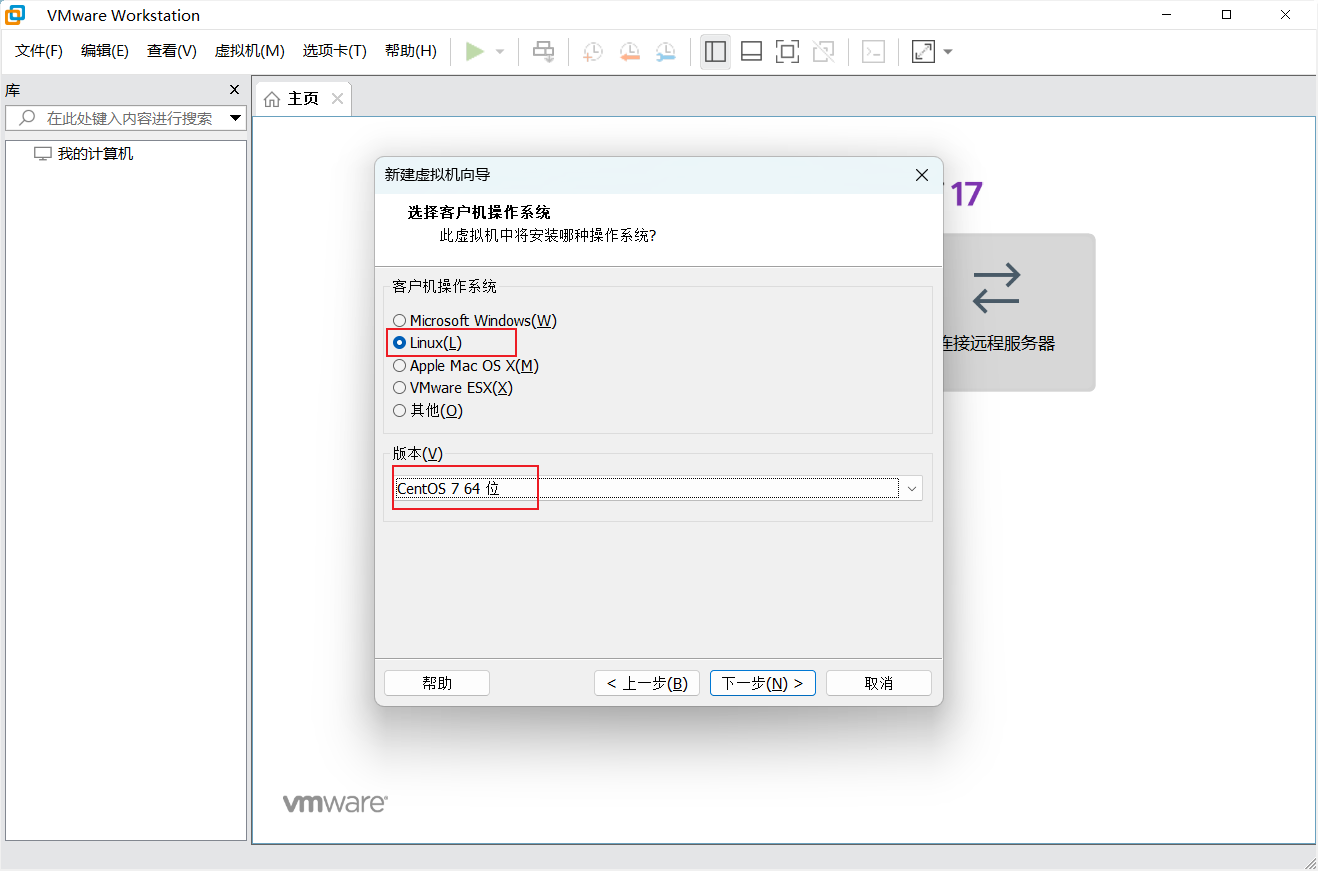 VMware Workstation
文件(F) 编辑(E) 查看(V) 虚拟机(M) 选项卡(T) 帮助(H)
库
在此处键入内容进行搜索
我的计算机
主页
17
连接远程服务器
新建虚拟机向导
选择客户机操作系统
此虚拟机中将安装哪种操作系统?
客户机操作系统
Microsoft Windows(W)
Linux(L)
Apple Mac OS X(M)
VMware ESX(X)
其他(O)
版本(V)
CentOS 7 64 位
帮助 < 上一步(B) 下一步(N) > 取消
vmware®